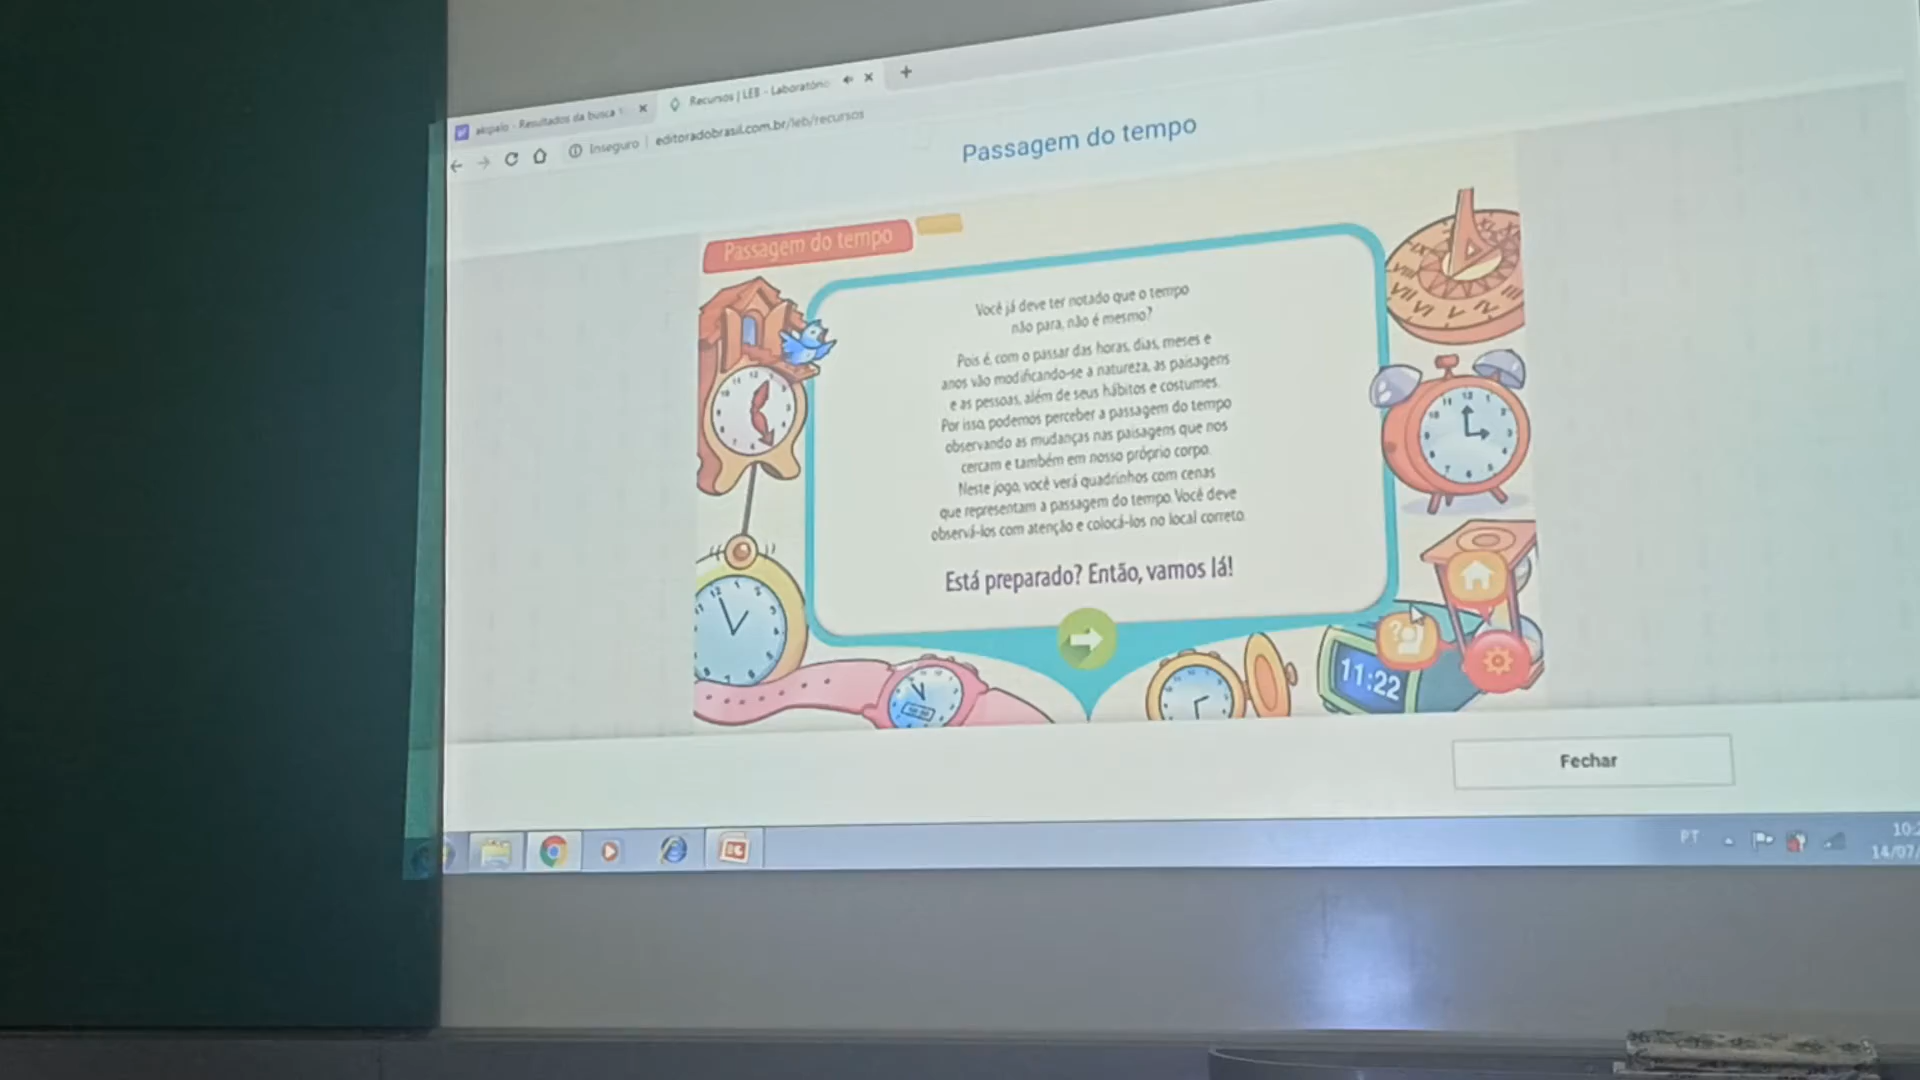 Resultados da busca
Recursos | LEB - Laboratório
Inseguro | editoradobrasil.com.br/leb/recursos
Passagem do tempo
Passagem do tempo
Você já deve ter notado que o tempo
não para, não é mesmo?
Pois é, com o passar das horas, dias, meses e
anos vão modificando-se a natureza, as paisagens
e as pessoas, além de seus hábitos e costumes.
Por isso, podemos perceber a passagem do tempo
observando as mudanças nas paisagens que nos
cercam e também em nosso próprio corpo.
Neste jogo, você verá quadrinhos com cenas
que representam a passagem do tempo. Você deve
observá-los com atenção e colocá-los no local correto.
Está preparado? Então, vamos lá!
11:22
Fechar
PT
10:
14/07/